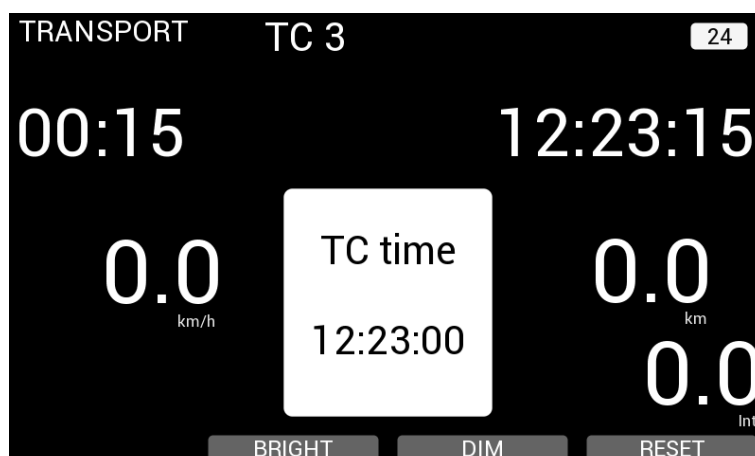 TRANSPORT TC 3 24
00:15 12:23:15
TC time
0.0 0.0
km/h km
12:23:00
0.0
Int
BRIGHT DIM RESET